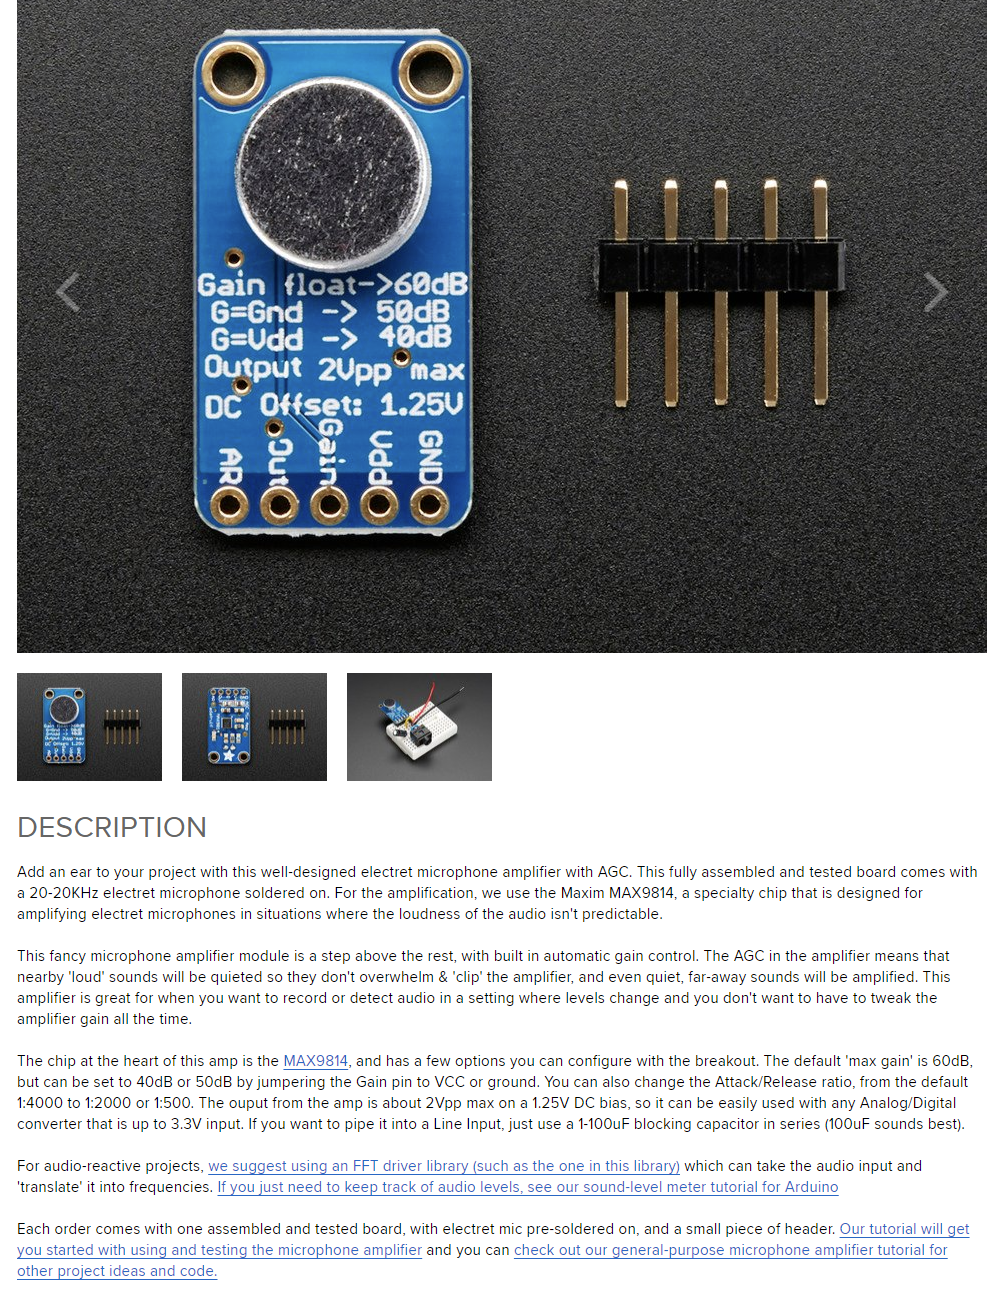 Gain float->60dB
G=Gnd -> 50dB
G=Vdd -> 40dB
Output 2Vpp max
DC Offset: 1.25V
AR Out Gain Vdd GND
DESCRIPTION
Add an ear to your project with this well-designed electret microphone amplifier with AGC. This fully assembled and tested board comes with
a 20-20KHz electret microphone soldered on. For the amplification, we use the Maxim MAX9814, a specialty chip that is designed for
amplifying electret microphones in situations where the loudness of the audio isn't predictable.
This fancy microphone amplifier module is a step above the rest, with built in automatic gain control. The AGC in the amplifier means that
nearby 'loud' sounds will be quieted so they don't overwhelm & 'clip' the amplifier, and even quiet, far-away sounds will be amplified. This
amplifier is great for when you want to record or detect audio in a setting where levels change and you don't want to have to tweak the
amplifier gain all the time.
The chip at the heart of this amp is the MAX9814, and has a few options you can configure with the breakout. The default 'max gain' is 60dB,
but can be set to 40dB or 50dB by jumpering the Gain pin to VCC or ground. You can also change the Attack/Release ratio, from the default
1:4000 to 1:2000 or 1:500. The ouput from the amp is about 2Vpp max on a 1.25V DC bias, so it can be easily used with any Analog/Digital
converter that is up to 3.3V input. If you want to pipe it into a Line Input, just use a 1-100uF blocking capacitor in series (100uF sounds best).
For audio-reactive projects, we suggest using an FFT driver library (such as the one in this library) which can take the audio input and
'translate' it into frequencies. If you just need to keep track of audio levels, see our sound-level meter tutorial for Arduino
Each order comes with one assembled and tested board, with electret mic pre-soldered on, and a small piece of header. Our tutorial will get
you started with using and testing the microphone amplifier and you can check out our general-purpose microphone amplifier tutorial for
other project ideas and code.